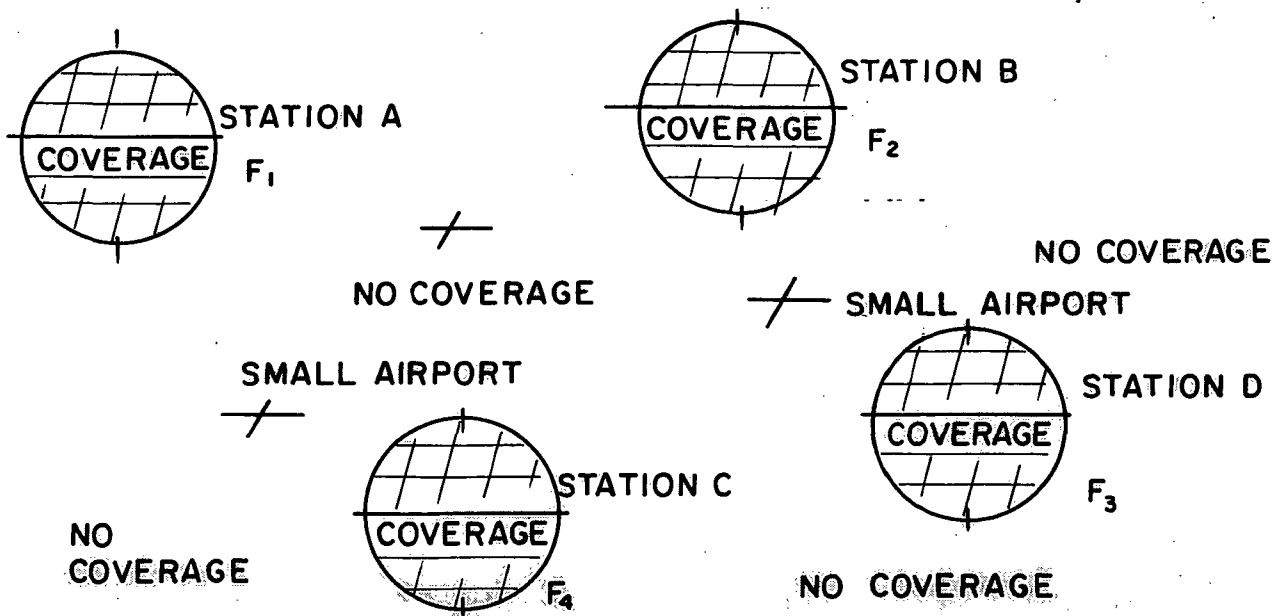 STATION A
COVERAGE
F₁
STATION B
COVERAGE
F₂
NO COVERAGE
NO COVERAGE
SMALL AIRPORT
SMALL AIRPORT
STATION D
COVERAGE
F₃
STATION C
COVERAGE
F₄
NO
COVERAGE
NO COVERAGE